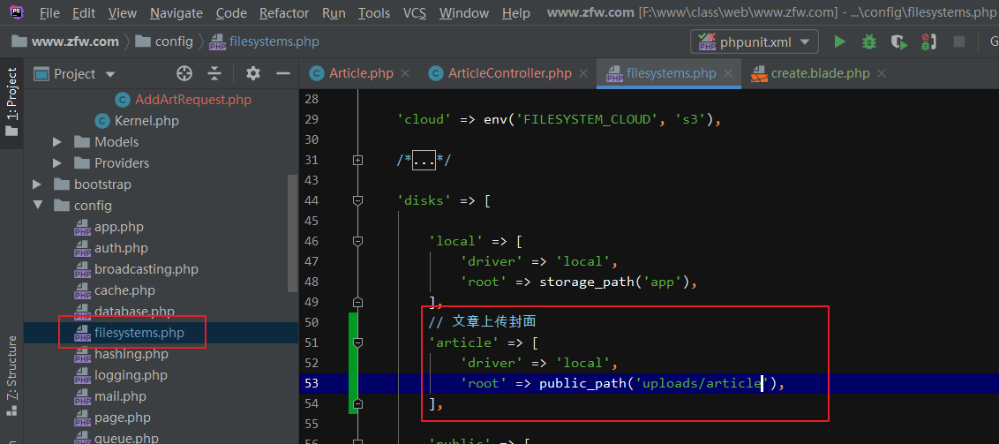 File Edit View Navigate Code Refactor Run Tools VCS Window Help www.zfw.com [F:\www\class\web\www.zfw.com] - ...\config\filesystems.php
www.zfw.com config filesystems.php phpunit.xml G
1: Project
Z: Structure
Project
AddArtRequest.php
Kernel.php
Models
Providers
bootstrap
config
app.php
auth.php
broadcasting.php
cache.php
database.php
filesystems.php
hashing.php
logging.php
mail.php
page.php
queue.php
Article.php ArticleController.php filesystems.php create.blade.php
28
29 'cloud' => env('FILESYSTEM_CLOUD', 's3'),
30
31 /*...*/
43
44 'disks' => [
45
46 'local' => [
47 'driver' => 'local',
48 'root' => storage_path('app'),
49 ],
50 // 文章上传封面
51 'article' => [
52 'driver' => 'local',
53 'root' => public_path('uploads/article'),
54 ],
55
56 'public' => [